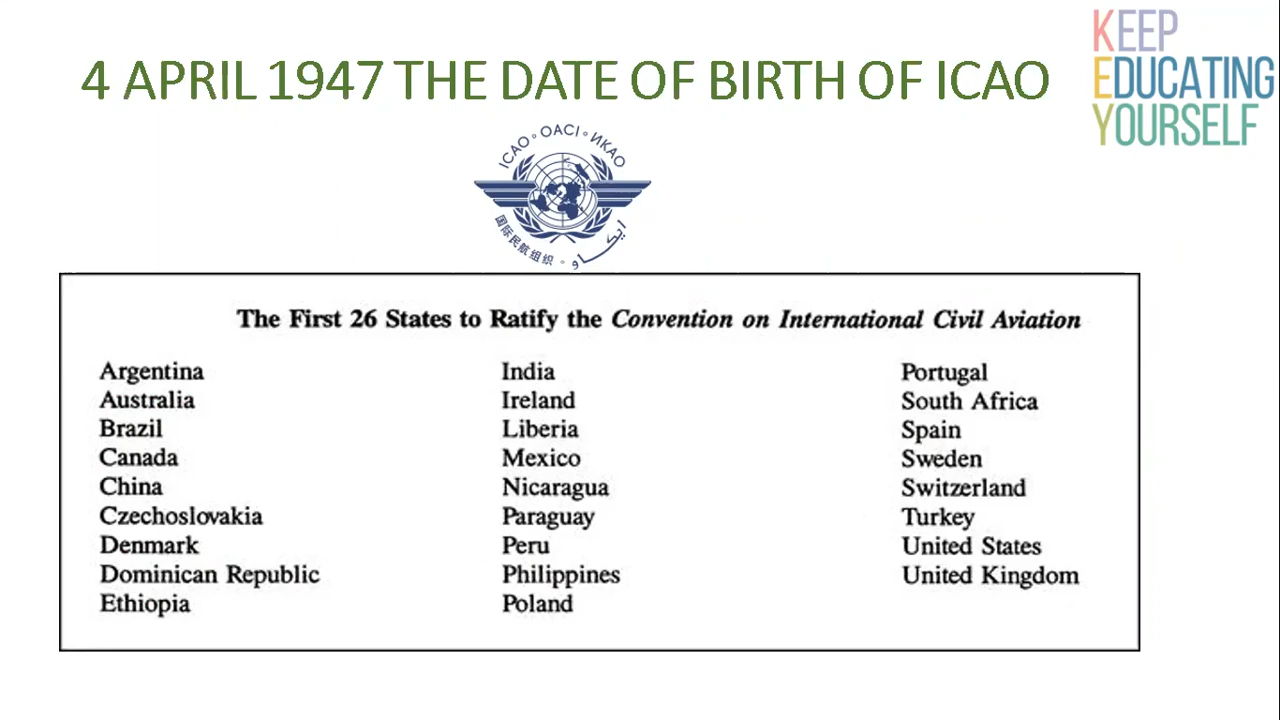 4 APRIL 1947 THE DATE OF BIRTH OF ICAO
KEEP
EDUCATING
YOURSELF
ICAO ◦ OACI ◦ ИКАО
国际民航组织 ◦ ايكاو
The First 26 States to Ratify the Convention on International Civil Aviation
Argentina
Australia
Brazil
Canada
China
Czechoslovakia
Denmark
Dominican Republic
Ethiopia
India
Ireland
Liberia
Mexico
Nicaragua
Paraguay
Peru
Philippines
Poland
Portugal
South Africa
Spain
Sweden
Switzerland
Turkey
United States
United Kingdom